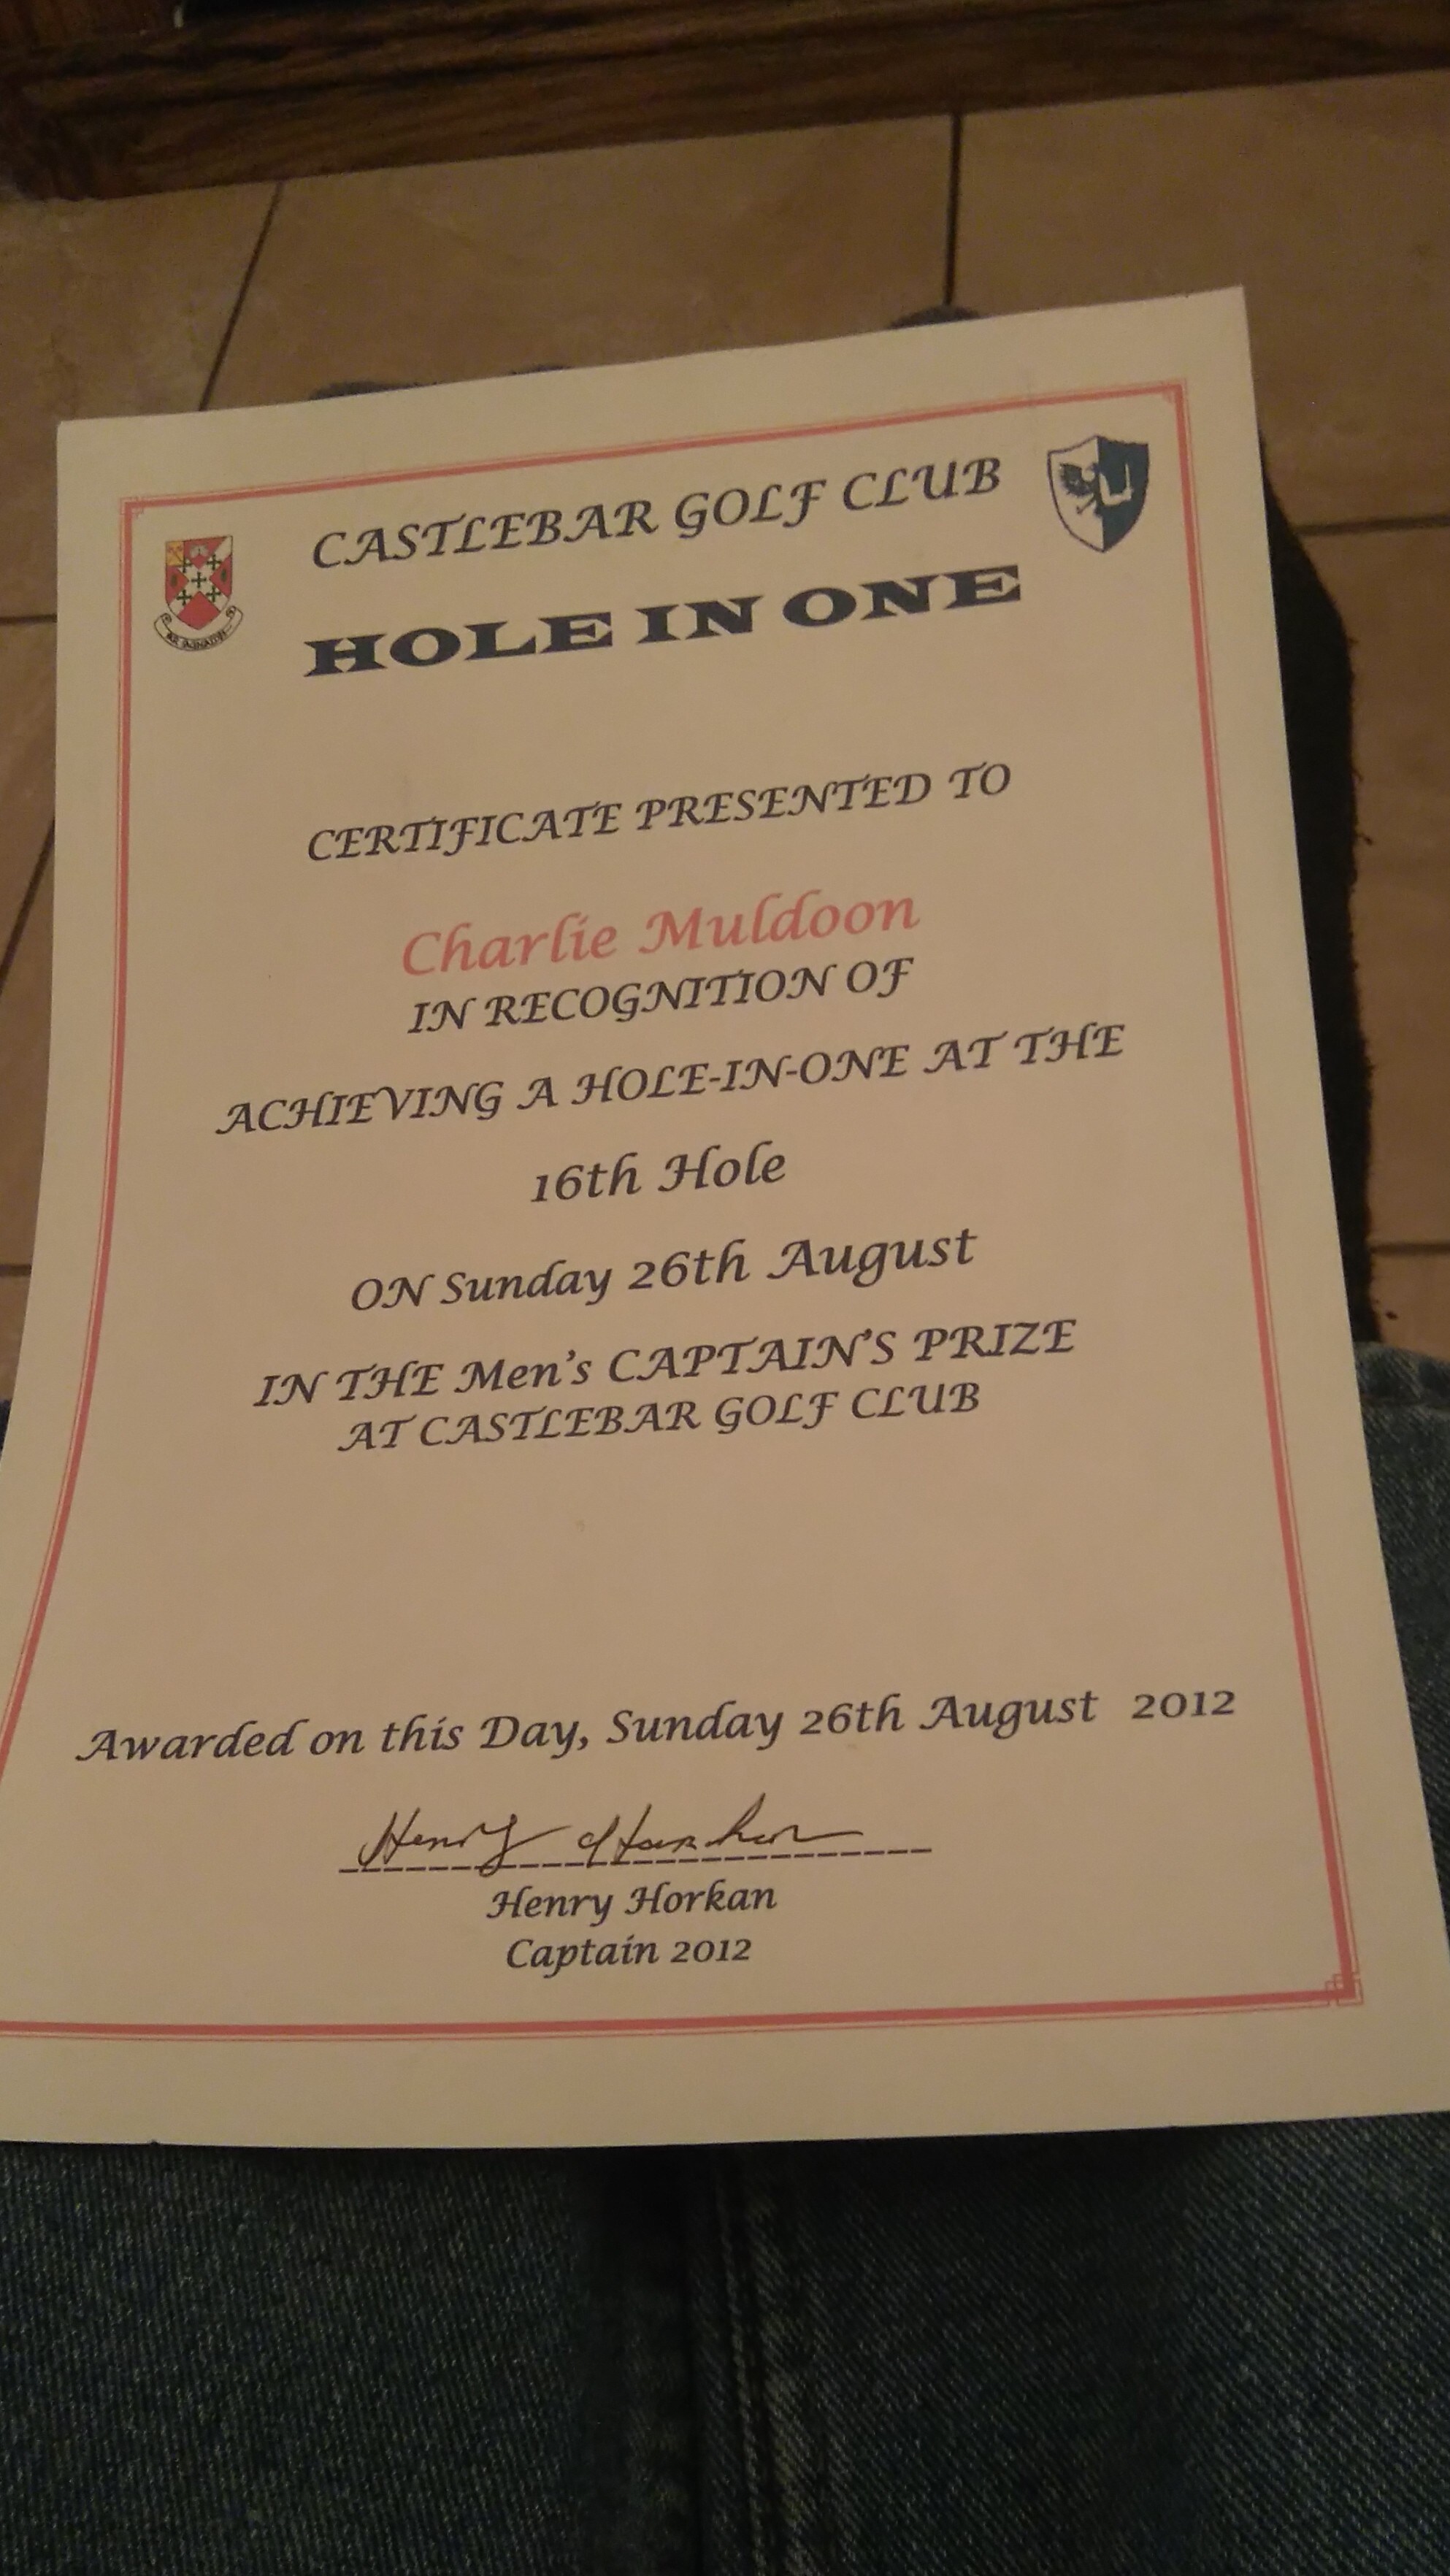 CASTLEBAR GOLF CLUB
HOLE IN ONE
CERTIFICATE PRESENTED TO
Charlie Muldoon
IN RECOGNITION OF
ACHIEVING A HOLE-IN-ONE AT THE
16th Hole
ON Sunday 26th August
IN THE Men's CAPTAIN'S PRIZE
AT CASTLEBAR GOLF CLUB
Awarded on this Day, Sunday 26th August 2012
Henry Horkan
Henry Horkan
Captain 2012